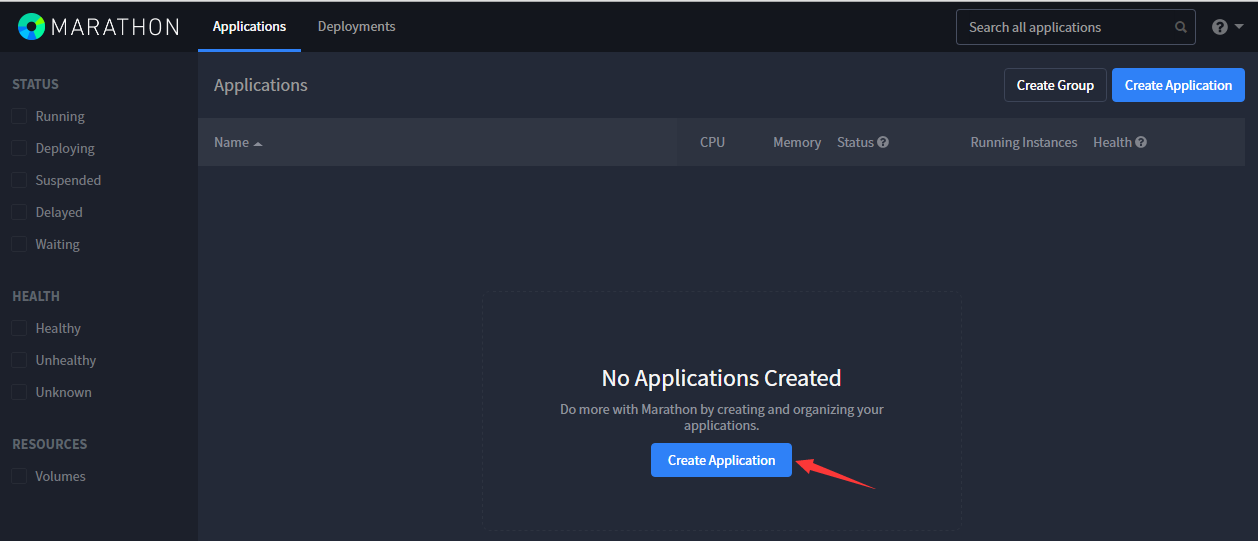 MARATHON
Applications
Deployments
Search all applications
?
STATUS
Running
Deploying
Suspended
Delayed
Waiting
HEALTH
Healthy
Unhealthy
Unknown
RESOURCES
Volumes
Applications
Create Group
Create Application
Name CPU Memory Status ? Running Instances Health ?
No Applications Created
Do more with Marathon by creating and organizing your
applications.
Create Application